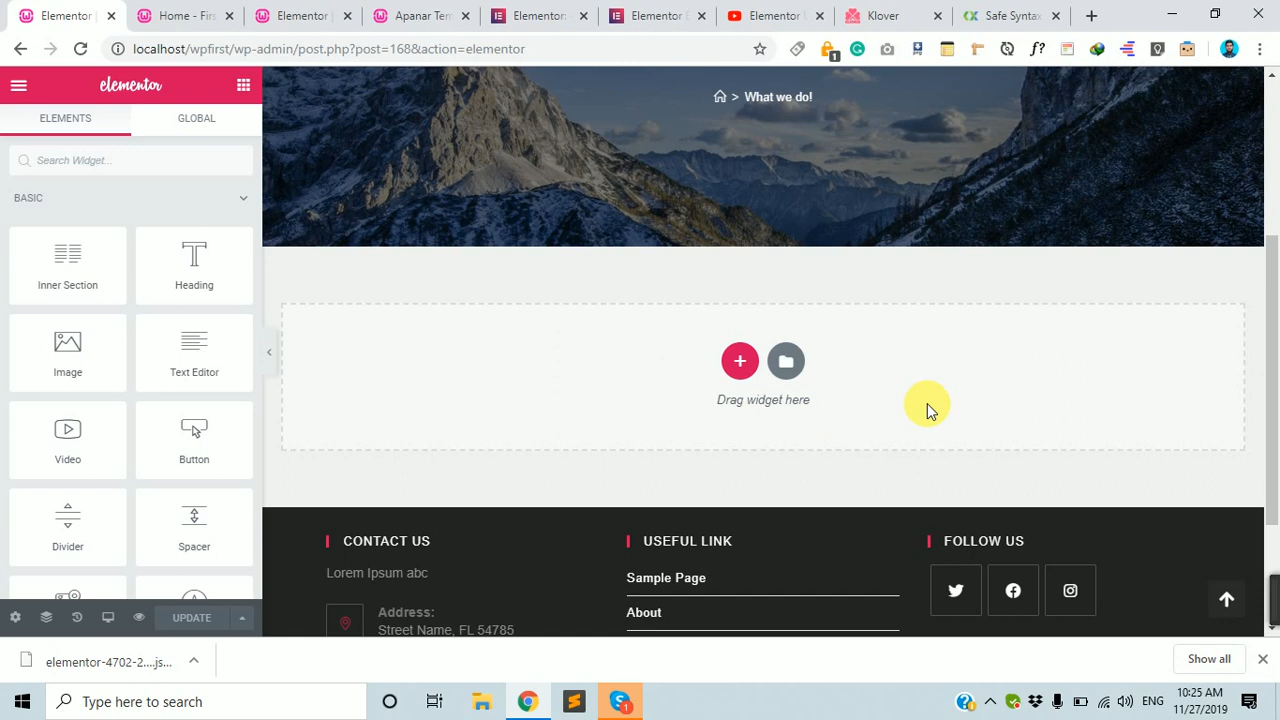 Elementor
Home - Firs
Elementor
Apanar Tem
Elementor:
Elementor E
Elementor U
Klover
Safe Syntax
localhost/wpfirst/wp-admin/post.php?post=168&action=elementor
1
f?
elementor
ELEMENTS
GLOBAL
Search Widget...
BASIC
Inner Section
Heading
Image
Text Editor
Video
Button
Divider
Spacer
UPDATE
> What we do!
Drag widget here
CONTACT US
Lorem Ipsum abc
Address:
Street Name, FL 54785
USEFUL LINK
Sample Page
About
FOLLOW US
elementor-4702-2....js...
Show all
Type here to search
1
ENG
10:25 AM
11/27/2019